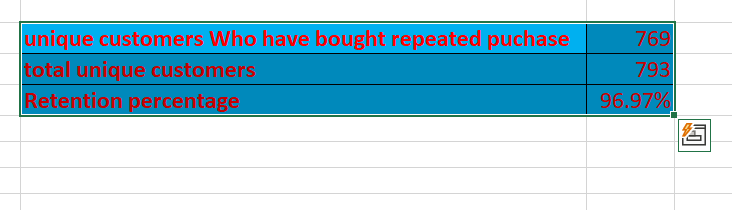 unique customers Who have bought repeated puchase 769
total unique customers 793
Retention percentage 96.97%